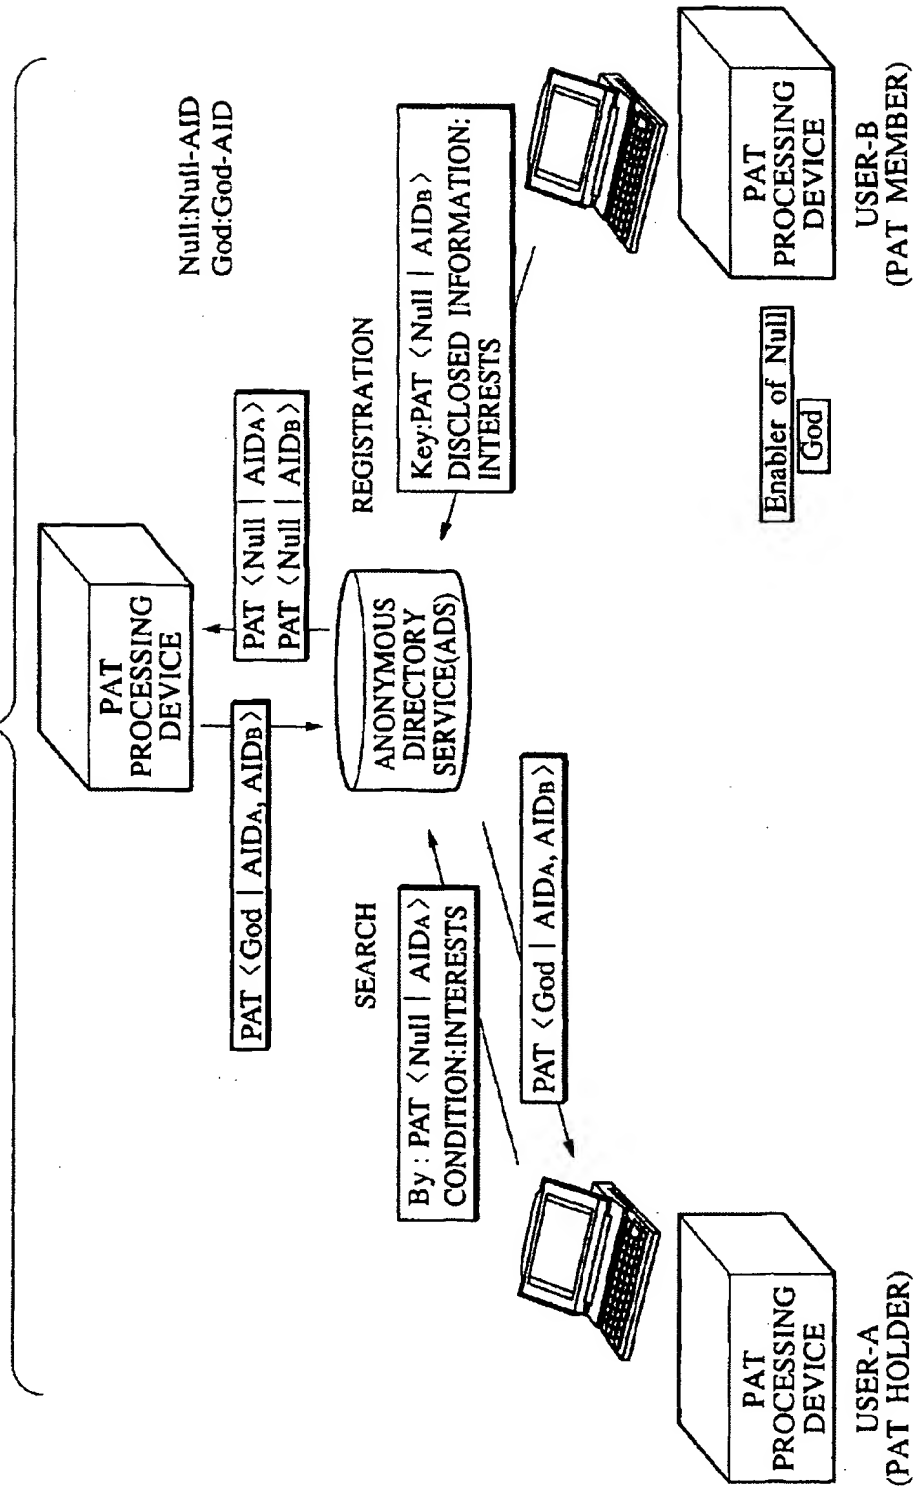 Null:Null-AID
God:God-AID
PAT
PROCESSING
DEVICE
PAT 〈God | AIDA, AIDB〉
PAT 〈Null | AIDA〉
PAT 〈Null | AIDB〉
ANONYMOUS
DIRECTORY
SERVICE(ADS)
SEARCH
By : PAT 〈Null | AIDA〉
CONDITION:INTERESTS
REGISTRATION
Key:PAT 〈Null | AIDB〉
DISCLOSED INFORMATION:
INTERESTS
PAT 〈God | AIDA, AIDB〉
PAT
PROCESSING
DEVICE
USER-A
(PAT HOLDER)
Enabler of Null
God
PAT
PROCESSING
DEVICE
USER-B
(PAT MEMBER)